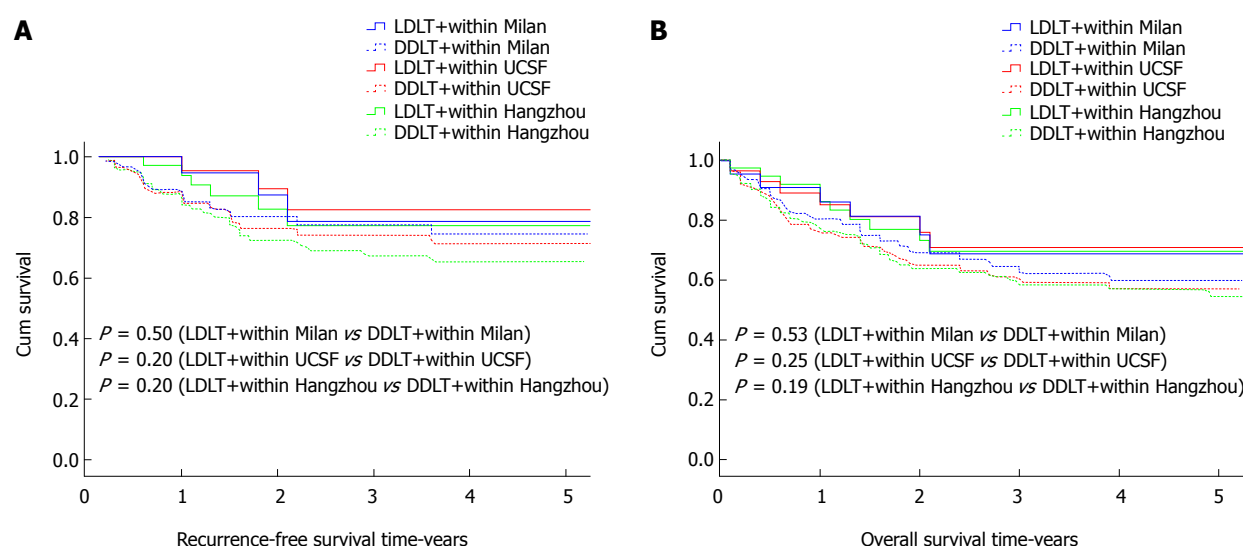 A
LDLT+within Milan
DDLT+within Milan
LDLT+within UCSF
DDLT+within UCSF
LDLT+within Hangzhou
DDLT+within Hangzhou
1.0
0.8
0.6
0.4
0.2
0.0
Cum survival
P = 0.50 (LDLT+within Milan vs DDLT+within Milan)
P = 0.20 (LDLT+within UCSF vs DDLT+within UCSF)
P = 0.20 (LDLT+within Hangzhou vs DDLT+within Hangzhou)
0 1 2 3 4 5
Recurrence-free survival time-years
B
LDLT+within Milan
DDLT+within Milan
LDLT+within UCSF
DDLT+within UCSF
LDLT+within Hangzhou
DDLT+within Hangzhou
1.0
0.8
0.6
0.4
0.2
0.0
Cum survival
P = 0.53 (LDLT+within Milan vs DDLT+within Milan)
P = 0.25 (LDLT+within UCSF vs DDLT+within UCSF)
P = 0.19 (LDLT+within Hangzhou vs DDLT+within Hangzhou)
0 1 2 3 4 5
Overall survival time-years